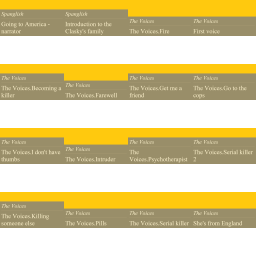 Spanglish
Going to America -
narrator
Spanglish
Introduction to the
Clasky's family
The Voices
The Voices.Fire
The Voices
First voice
The Voices
The Voices.Becoming a
killer
The Voices
The Voices.Farewell
The Voices
The Voices.Get me a
friend
The Voices
The Voices.Go to the
cops
The Voices
The Voices.I don't have
thumbs
The Voices
The Voices.Intruder
The Voices
The
Voices.Psychotherapist
The Voices
The Voices.Serial killer
2
The Voices
The Voices.Killing
someone else
The Voices
The Voices.Pills
The Voices
The Voices.Serial killer
The Voices
She's from England